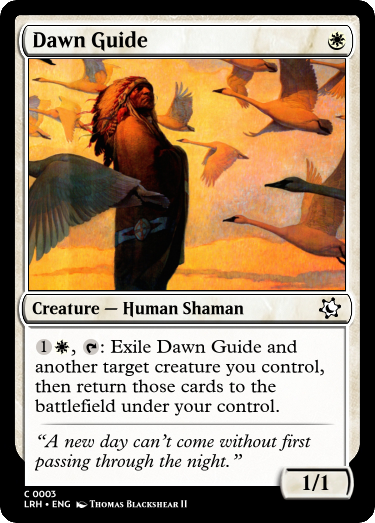 Dawn Guide
Creature — Human Shaman
1, : Exile Dawn Guide and
another target creature you control,
then return those cards to the
battlefield under your control.
“A new day can’t come without first
passing through the night.”
1/1
C 0003
LRH • ENG Thomas Blackshear II